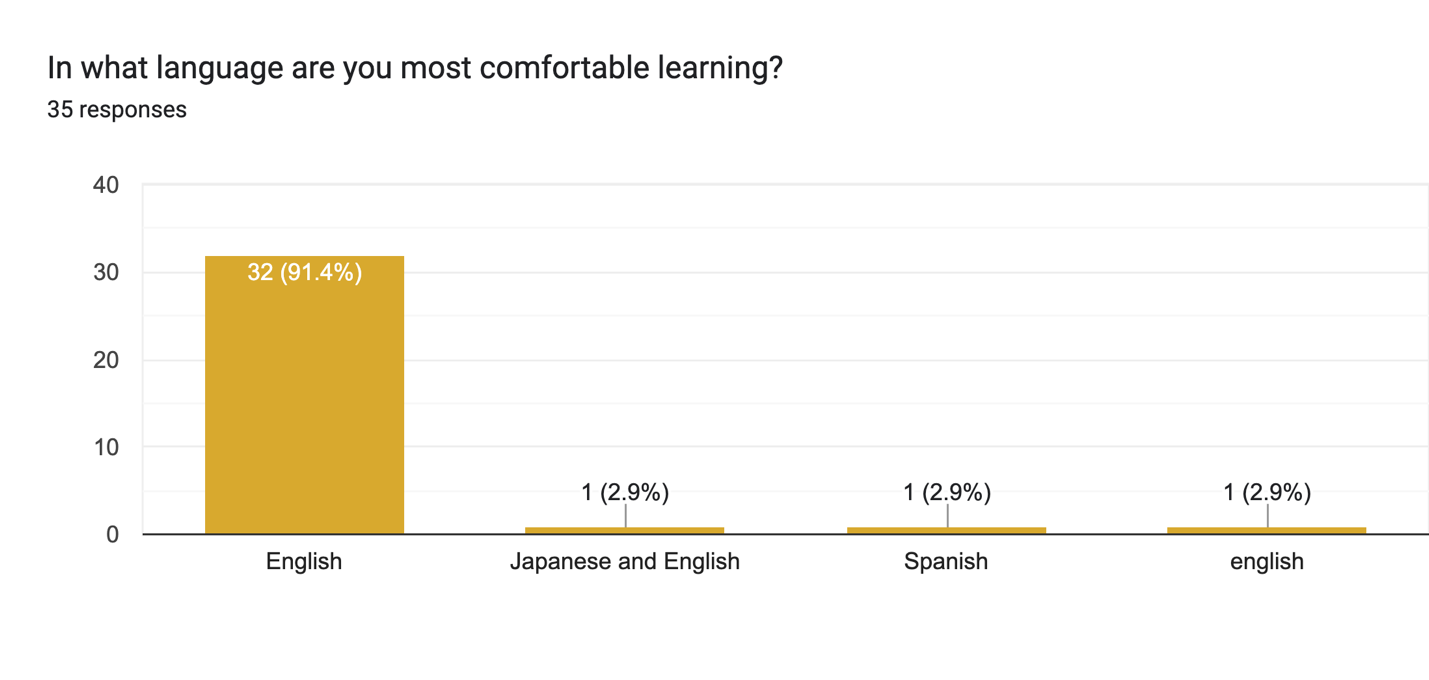 In what language are you most comfortable learning?
35 responses
40
30
20
10
0
32 (91.4%)
1 (2.9%)
1 (2.9%)
1 (2.9%)
English
Japanese and English
Spanish
english